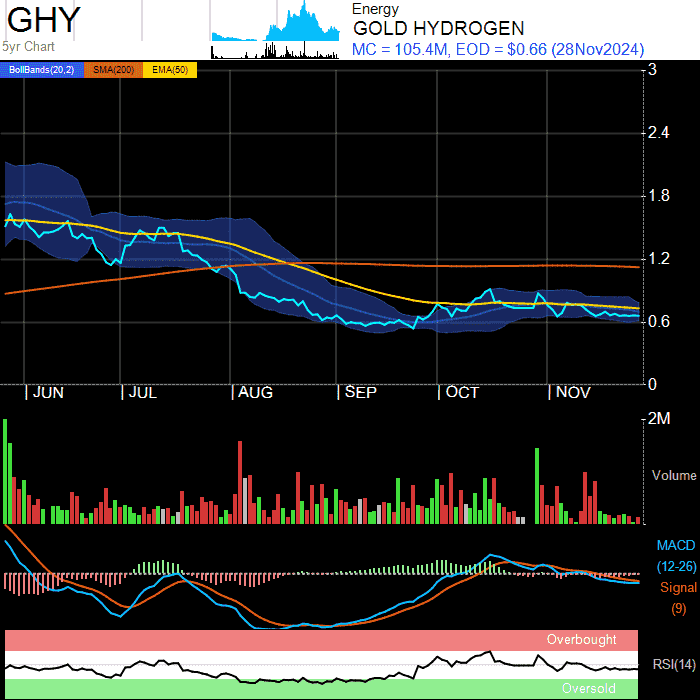 GHY
Energy
GOLD HYDROGEN
5yr Chart
MC = 105.4M, EOD = $0.66 (28Nov2024)
BollBands(20,2) SMA(200) EMA(50)
3
2.4
1.8
1.2
0.6
0
JUN JUL AUG SEP OCT NOV
2M
Volume
MACD
(12-26)
Signal
(9)
Overbought
RSI(14)
Oversold